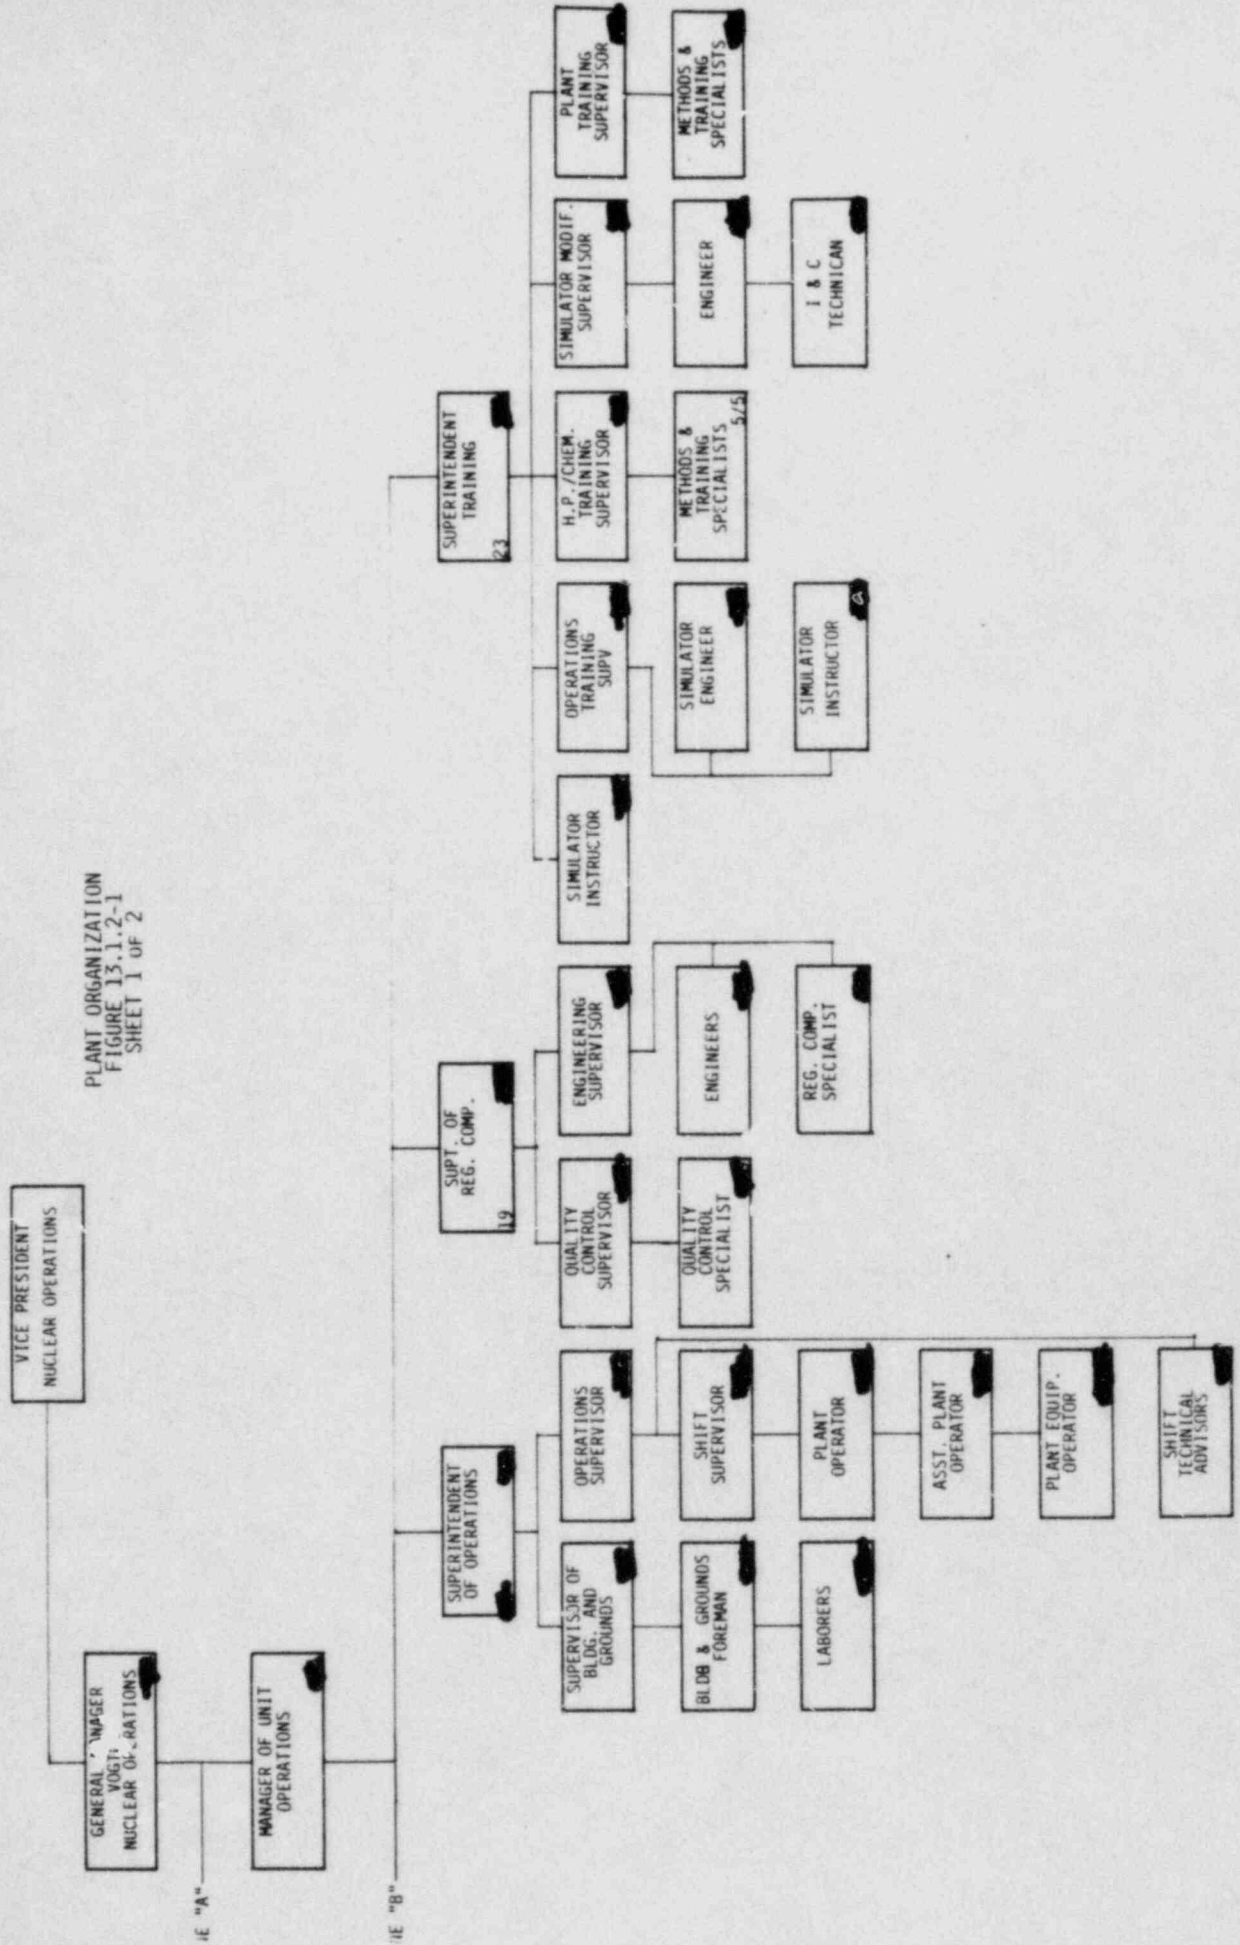 PLANT ORGANIZATION
FIGURE 13.1.2-1
SHEET 1 OF 2
VICE PRESIDENT
NUCLEAR OPERATIONS
GENERAL
NUCLEAR
"A"
MANAGER OF UNIT
OPERATIONS
"B"
SUPERINTENDENT
OF OPERATIONS
SUPT. OF
REG. COMP.
19
SUPERINTENDENT
TRAINING
23
SUPERVISOR OF
BLDG. AND
GROUNDS
OPERATIONS
SUPERVISOR
QUALITY
CONTROL
SUPERVISOR
ENGINEERING
SUPERVISOR
SIMULATOR
INSTRUCTOR
OPERATIONS
TRAINING
SUPV
H.P./CHEM.
TRAINING
SUPERVISOR
SIMULATOR MODIF.
SUPERVISOR
PLANT
TRAINING
SUPERVISOR
BLDB & GROUNDS
FOREMAN
SHIFT
SUPERVISOR
QUALITY
CONTROL
SPECIALIST
ENGINEERS
SIMULATOR
ENGINEER
METHODS &
TRAINING
SPECIALISTS
5/5
ENGINEER
METHODS &
TRAINING
SPECIALISTS
LABORERS
PLANT
OPERATOR
REG. COMP.
SPECIALIST
SIMULATOR
INSTRUCTOR
I & C
TECHNICAN
ASST. PLANT
OPERATOR
PLANT EQUIP.
OPERATOR
SHIFT
TECHNICAL
ADVISORS